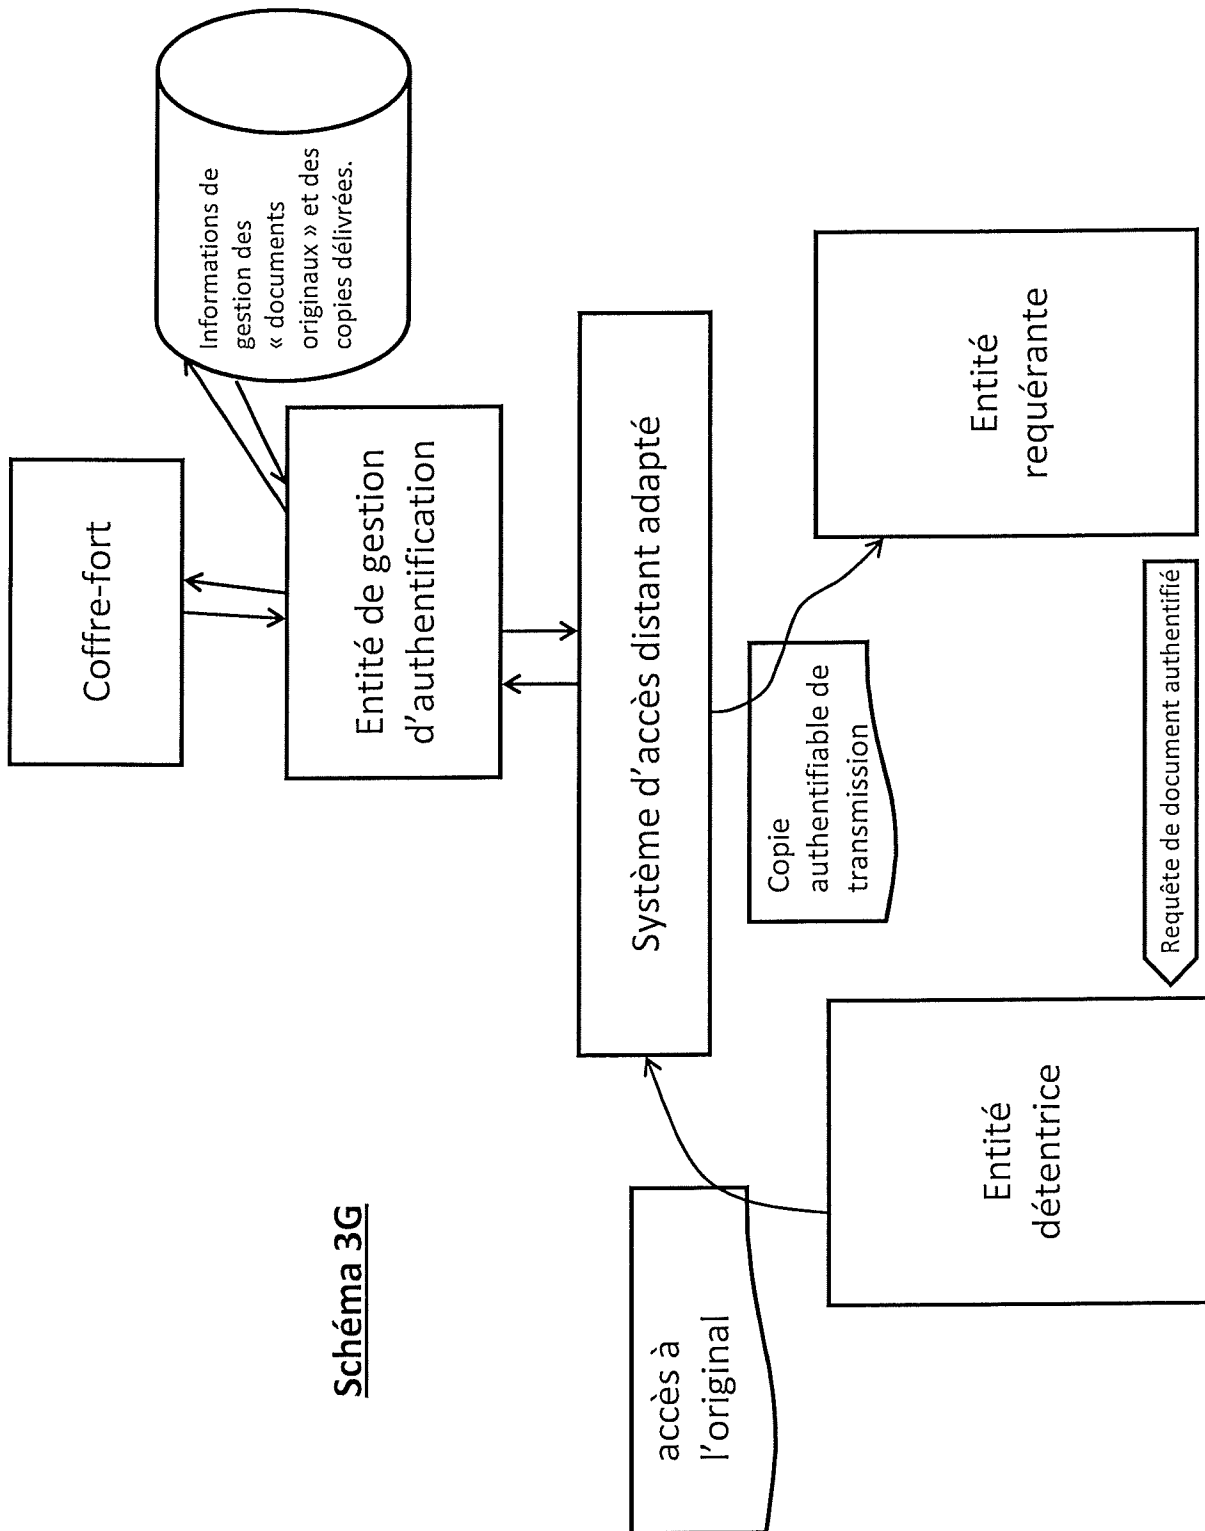 Schéma 3G
Coffre-fort
Entité de gestion
d'authentification
Informations de
gestion des
« documents
originaux » et des
copies délivrées.
Système d'accès distant adapté
accès à
l'original
Copie
authentifiable de
transmission
Entité
détentrice
Entité
requérante
Requête de document authentifié